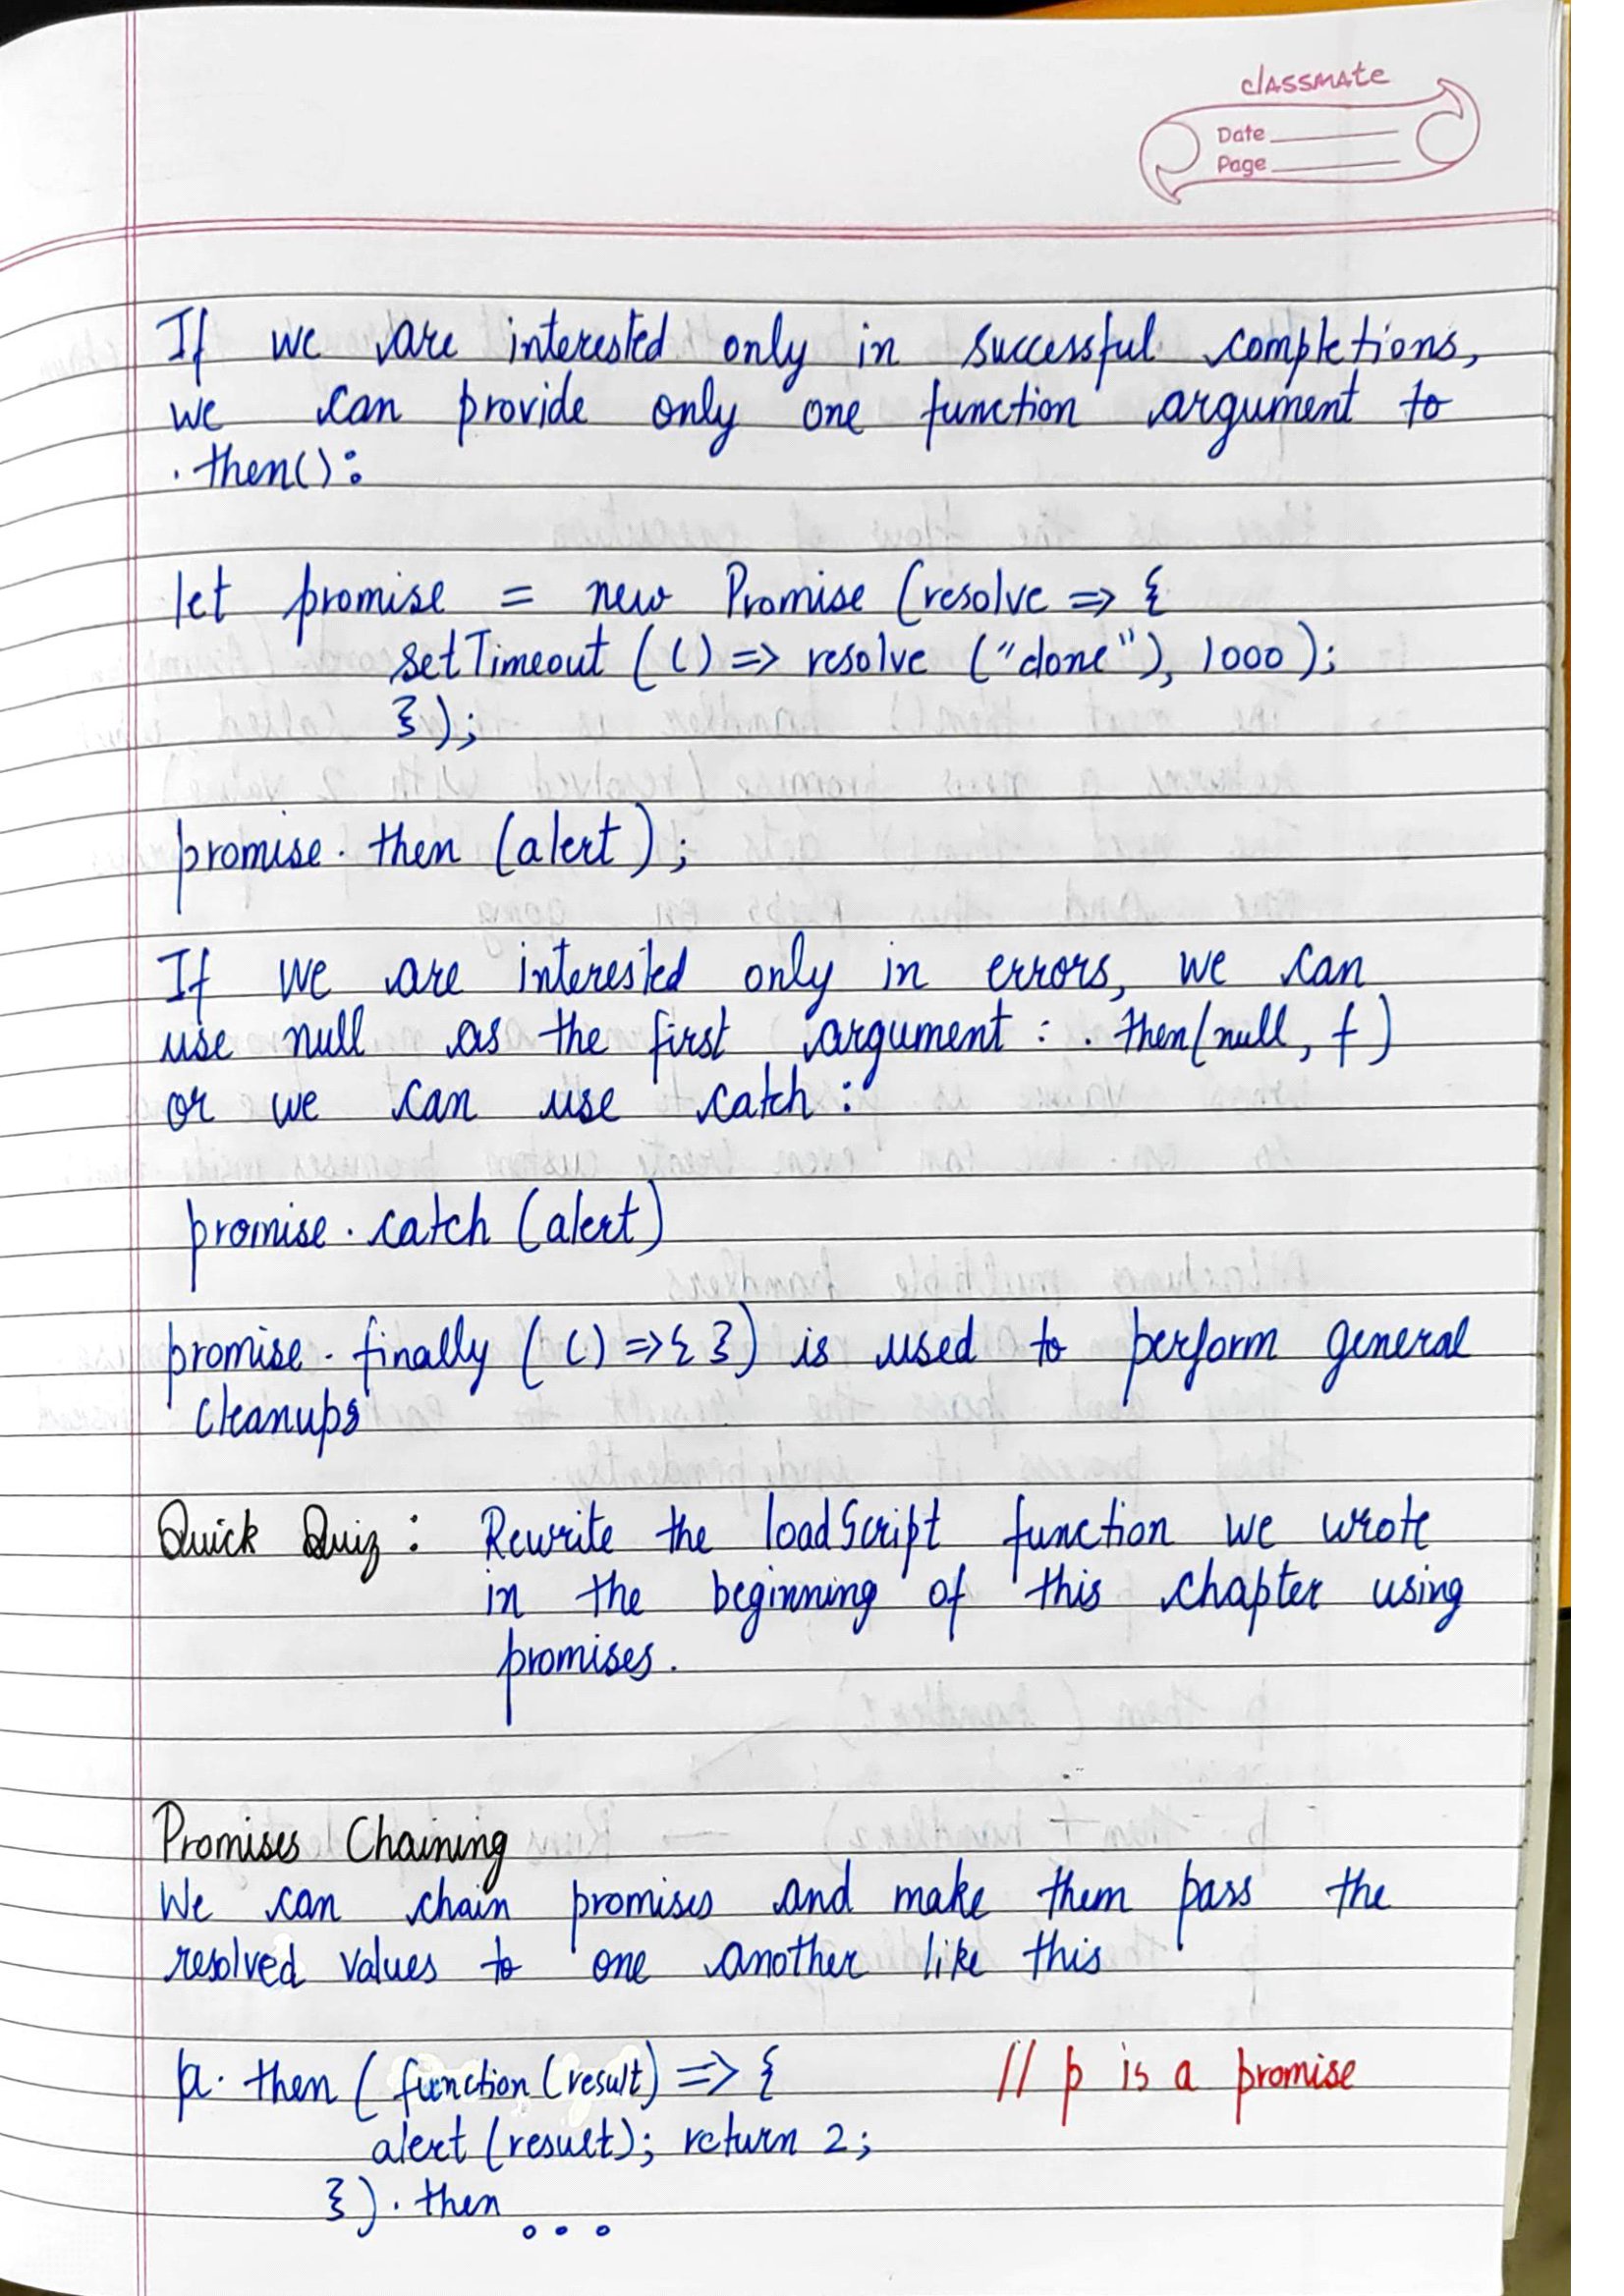 classmate
Date
Page
If we are interested only in successful completions,
we can provide only one function argument to
.then():
let promise = new Promise (resolve => {
setTimeout (() => resolve ("done"), 1000);
});
promise.then (alert);
If we are interested only in errors, we can
use null as the first argument : .then(null, f)
or we can use catch:
promise.catch (alert)
promise.finally (() => { }) is used to perform general
cleanups
Quick Quiz : Rewrite the loadScript function we wrote
in the beginning of this chapter using
promises.
Promises Chaining
We can chain promises and make them pass the
resolved values to one another like this
p.then ( function (result) => { // p is a promise
alert (result); return 2;
}).then ...